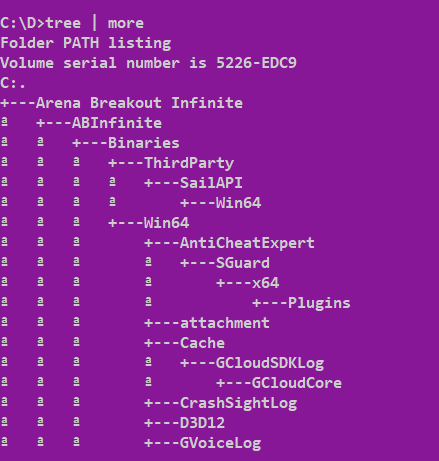 C:\D>tree | more
Folder PATH listing
Volume serial number is 5226-EDC9
C:.
+---Arena Breakout Infinite
ª   +---ABInfinite
ª   ª   +---Binaries
ª   ª   ª   +---ThirdParty
ª   ª   ª   ª   +---SailAPI
ª   ª   ª   ª       +---Win64
ª   ª   ª   +---Win64
ª   ª   ª       +---AntiCheatExpert
ª   ª   ª       ª   +---SGuard
ª   ª   ª       ª       +---x64
ª   ª   ª       ª           +---Plugins
ª   ª   ª       +---attachment
ª   ª   ª       +---Cache
ª   ª   ª       ª   +---GCloudSDKLog
ª   ª   ª       ª       +---GCloudCore
ª   ª   ª       +---CrashSightLog
ª   ª   ª       +---D3D12
ª   ª   ª       +---GVoiceLog